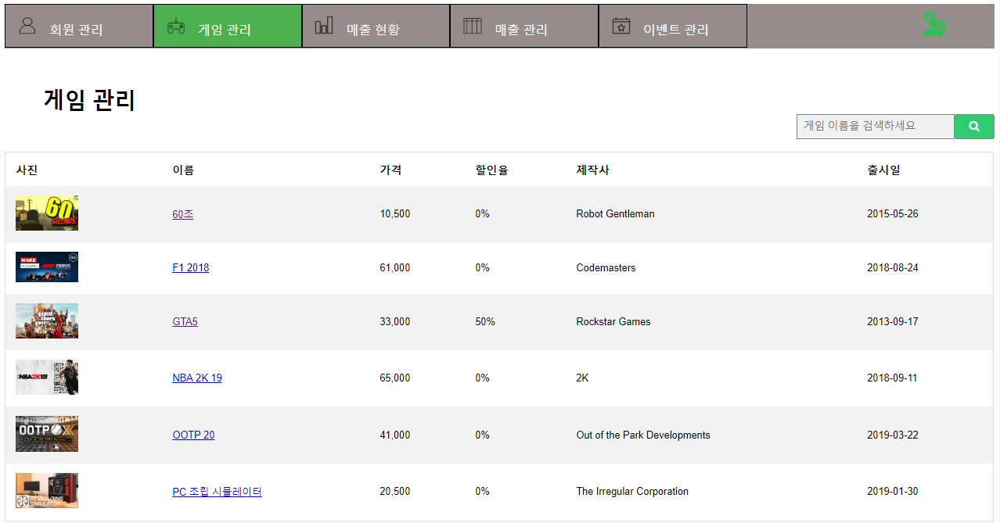 회원 관리 게임 관리 매출 현황 매출 관리 이벤트 관리
게임 관리
게임 이름을 검색하세요
사진 이름 가격 할인율 제작사 출시일
60 SECONDS! 60초 10,500 0% Robot Gentleman 2015-05-26
MAKE F1 2018 61,000 0% Codemasters 2018-08-24
grand theft auto GTA5 33,000 50% Rockstar Games 2013-09-17
NBA2K19 NBA 2K 19 65,000 0% 2K 2018-09-11
OOTP OOTP 20 41,000 0% Out of the Park Developments 2019-03-22
PC BUILDING SIMULATOR PC 조립 시뮬레이터 20,500 0% The Irregular Corporation 2019-01-30